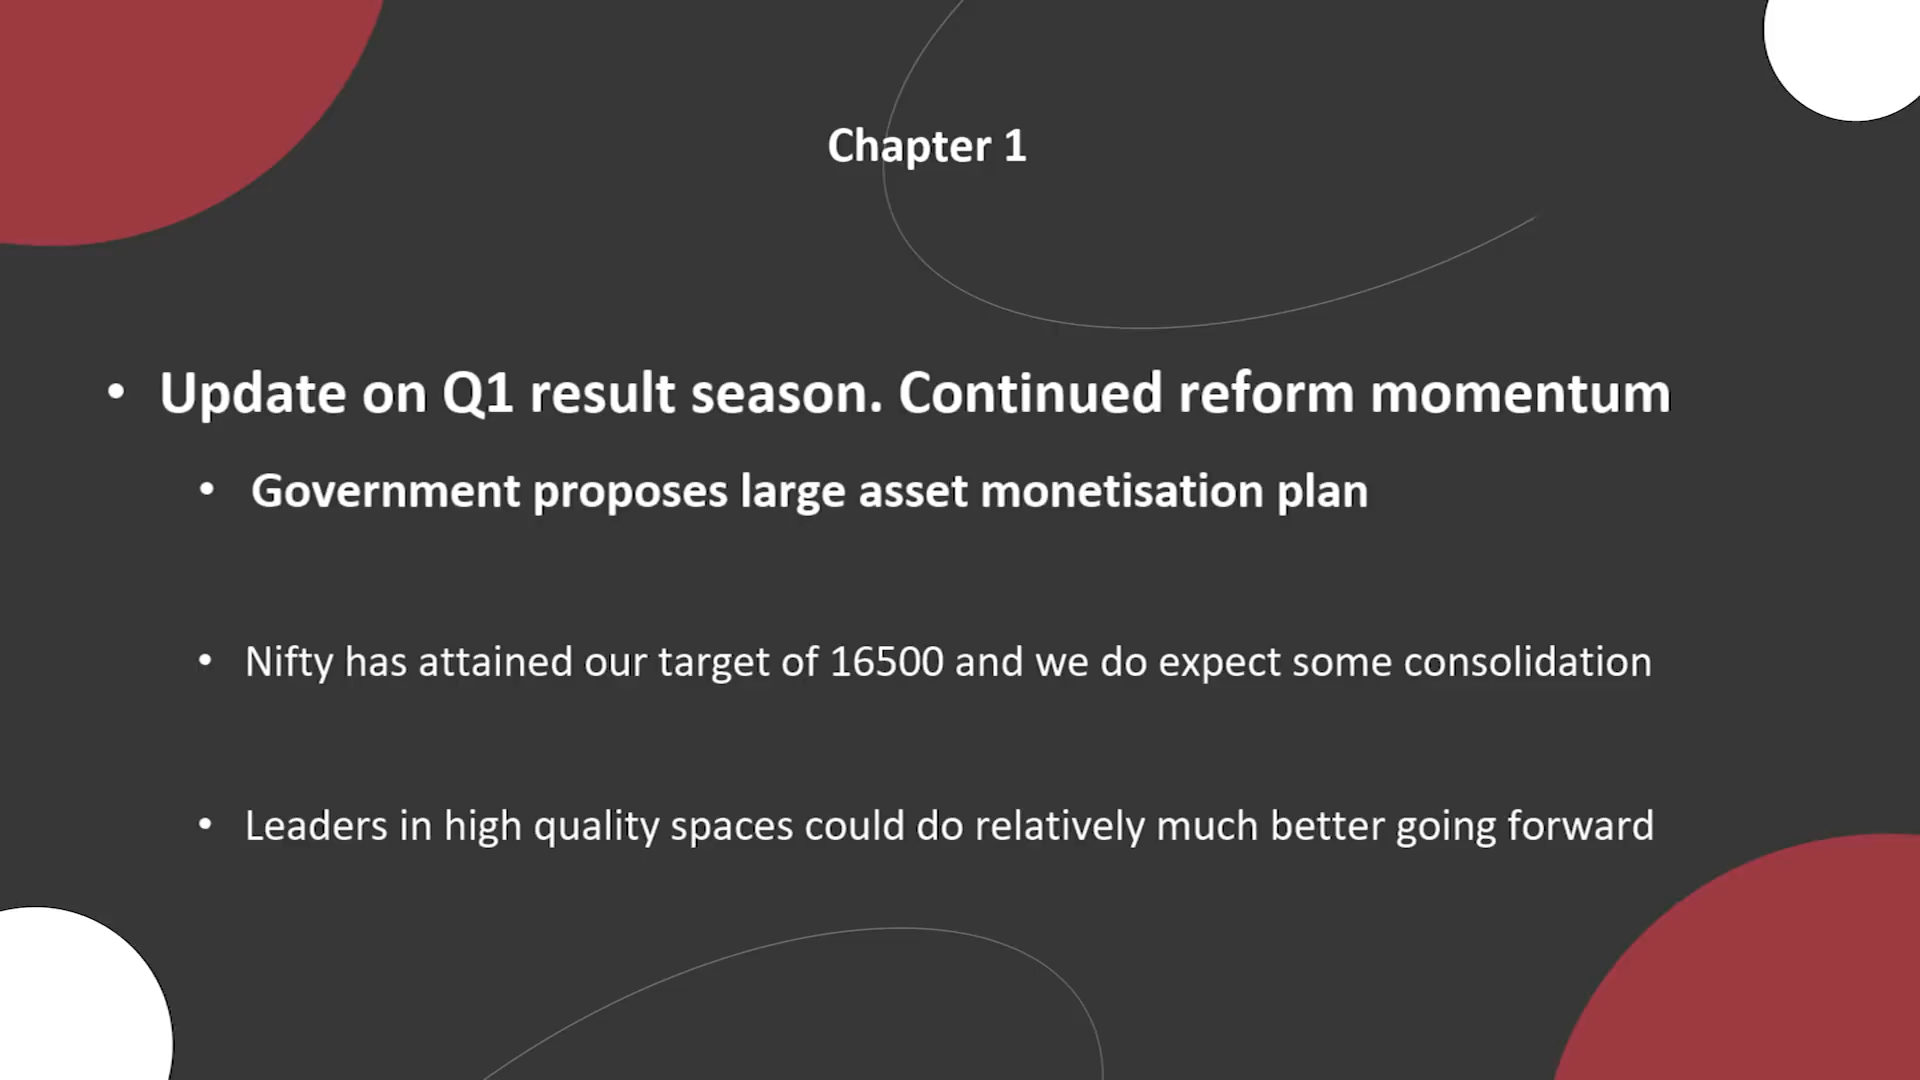 Chapter 1
• Update on Q1 result season. Continued reform momentum
• Government proposes large asset monetisation plan
• Nifty has attained our target of 16500 and we do expect some consolidation
• Leaders in high quality spaces could do relatively much better going forward